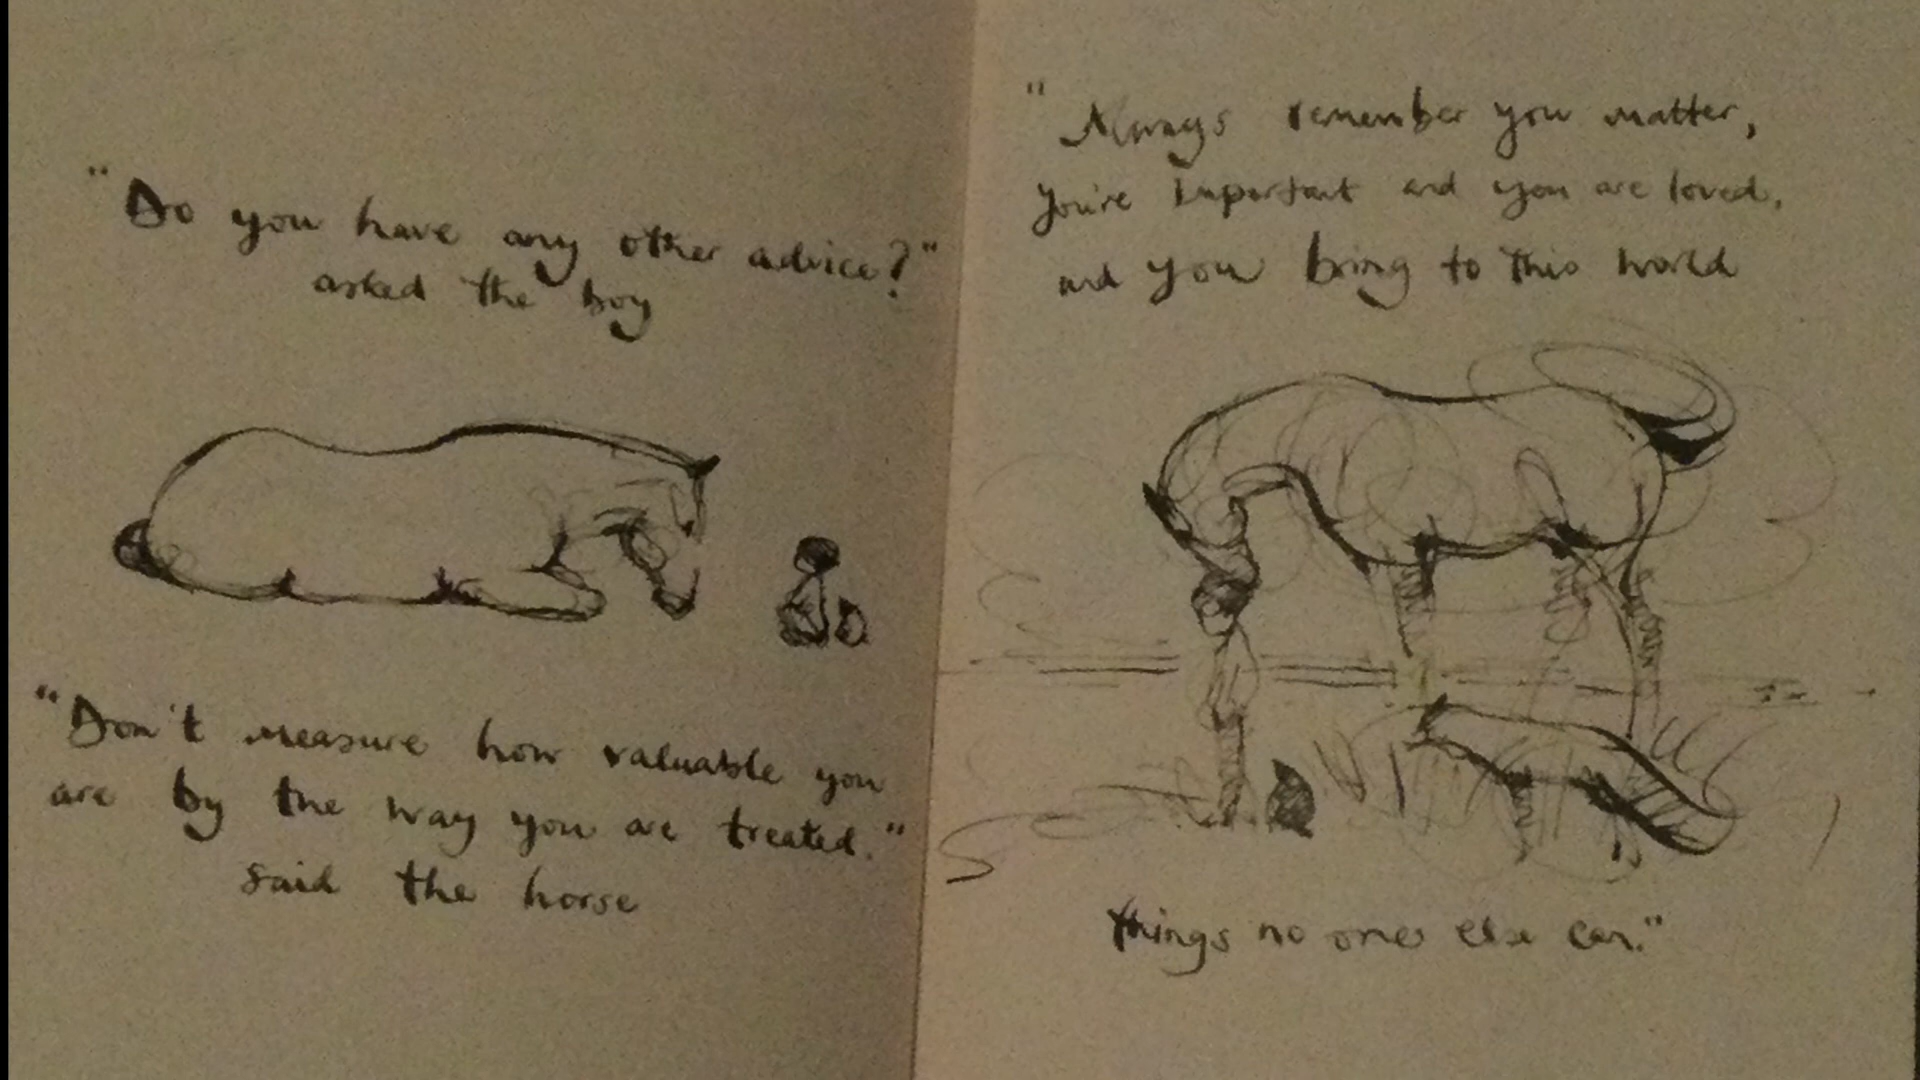 "Do you have any other advice?"
asked the boy
"Don't measure how valuable you
are by the way you are treated."
said the horse
"Always remember you matter,
you're important and you are loved,
and you bring to this world
things no one else can."